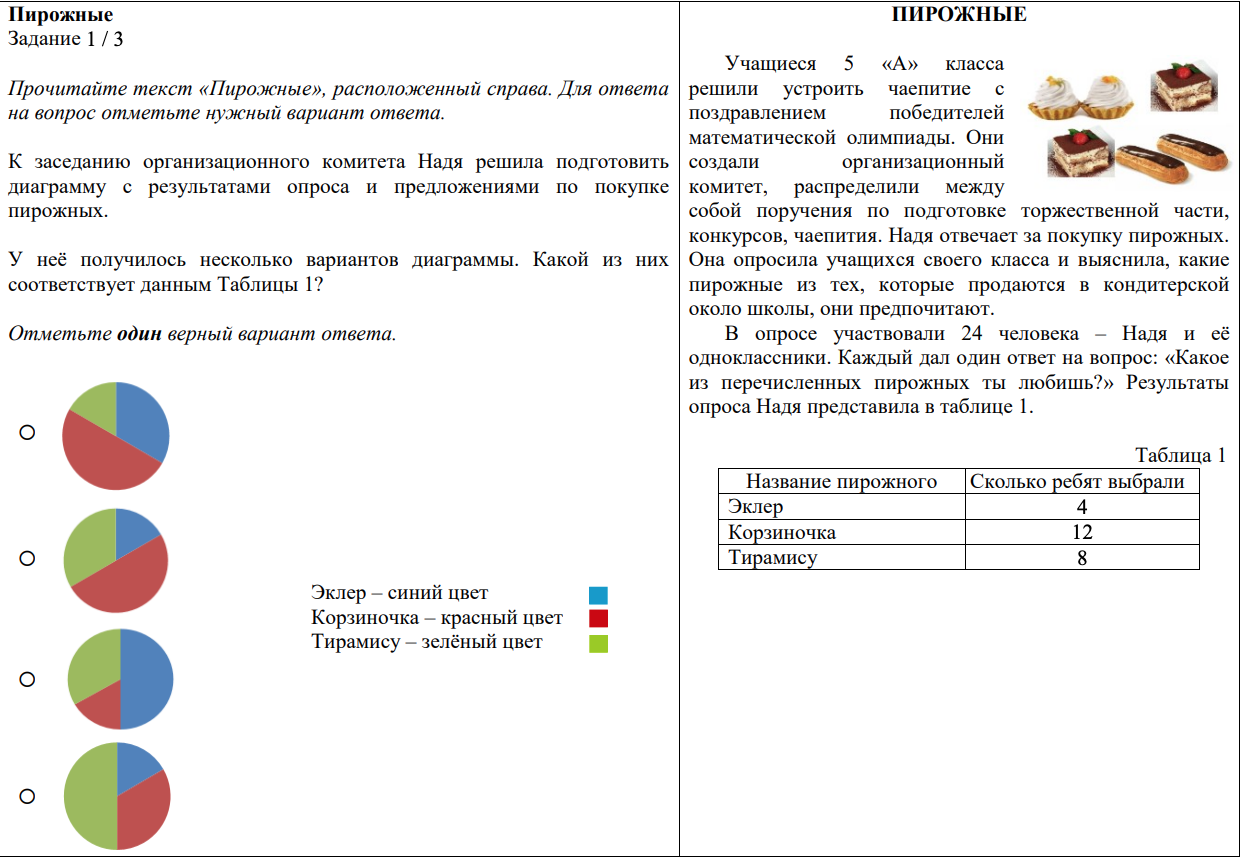 Пирожные
Задание 1 / 3
Прочитайте текст «Пирожные», расположенный справа. Для ответа
на вопрос отметьте нужный вариант ответа.
К заседанию организационного комитета Надя решила подготовить
диаграмму с результатами опроса и предложениями по покупке
пирожных.
У неё получилось несколько вариантов диаграммы. Какой из них
соответствует данным Таблицы 1?
Отметьте один верный вариант ответа.
Эклер – синий цвет
Корзиночка – красный цвет
Тирамису – зелёный цвет
ПИРОЖНЫЕ
Учащиеся 5 «А» класса
решили устроить чаепитие с
поздравлением победителей
математической олимпиады. Они
создали организационный
комитет, распределили между
собой поручения по подготовке торжественной части,
конкурсов, чаепития. Надя отвечает за покупку пирожных.
Она опросила учащихся своего класса и выяснила, какие
пирожные из тех, которые продаются в кондитерской
около школы, они предпочитают.
В опросе участвовали 24 человека – Надя и её
одноклассники. Каждый дал один ответ на вопрос: «Какое
из перечисленных пирожных ты любишь?» Результаты
опроса Надя представила в таблице 1.
Таблица 1
Название пирожного Сколько ребят выбрали
Эклер 4
Корзиночка 12
Тирамису 8